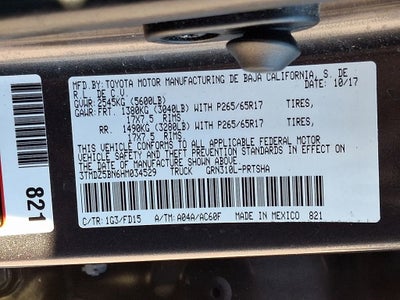 MFD.BY: TOYOTA MOTOR MANUFACTURING DE BAJA CALIFORNIA, S. DE
R.L. DE C.V. DATE: 10/17
GVWR: 2545KG (5600LB)
GAWR: FRT. 1380KG (3040LB) WITH P265/65R17 TIRES,
17X7.5 RIMS
RR. 1490KG (3280LB) WITH P265/65R17 TIRES,
17X7.5 RIMS
THIS VEHICLE CONFORMS TO ALL APPLICABLE FEDERAL MOTOR
VEHICLE SAFETY AND THEFT PREVENTION STANDARDS IN EFFECT ON
THE DATE OF MANUFACTURE SHOWN ABOVE.
3TMDZ5BN6HM034529 TRUCK GRN310L-PRTSHA
C/TR: 1G3/FD15 A/TM: A04A/AC60F MADE IN MEXICO 821
821